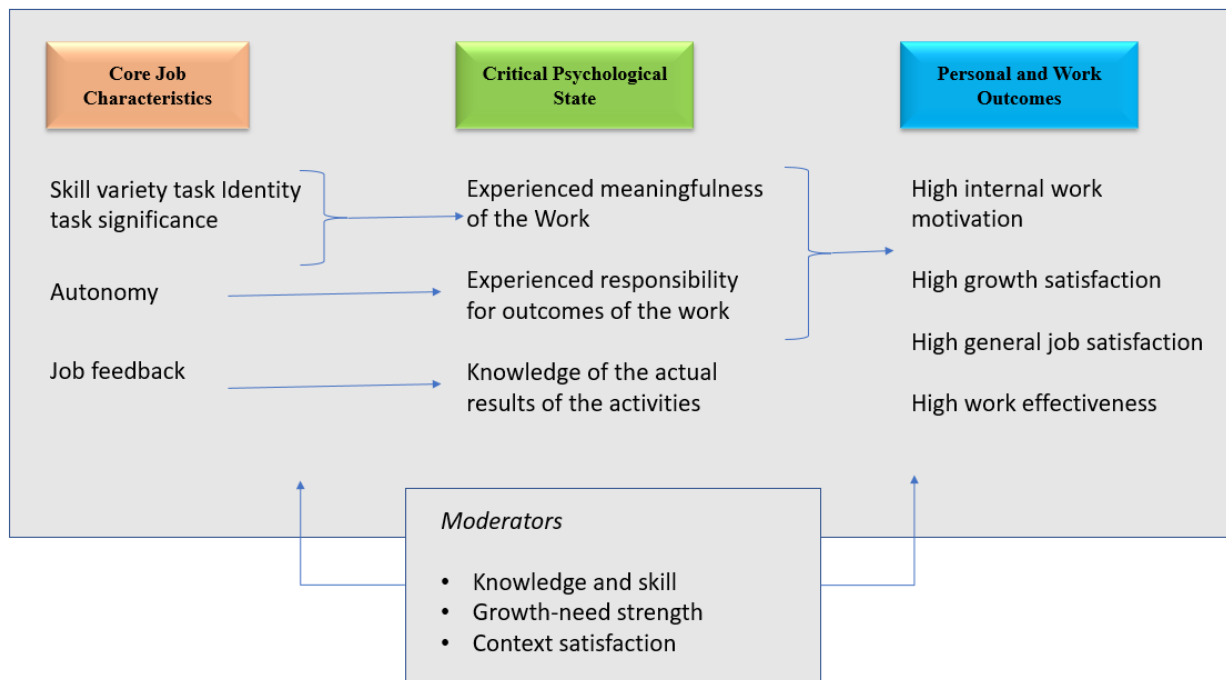 Core Job
Characteristics
Critical Psychological
State
Personal and Work
Outcomes
Skill variety task Identity
task significance
Autonomy
Job feedback
Experienced meaningfulness
of the Work
Experienced responsibility
for outcomes of the work
Knowledge of the actual
results of the activities
High internal work
motivation
High growth satisfaction
High general job satisfaction
High work effectiveness
Moderators
• Knowledge and skill
• Growth-need strength
• Context satisfaction